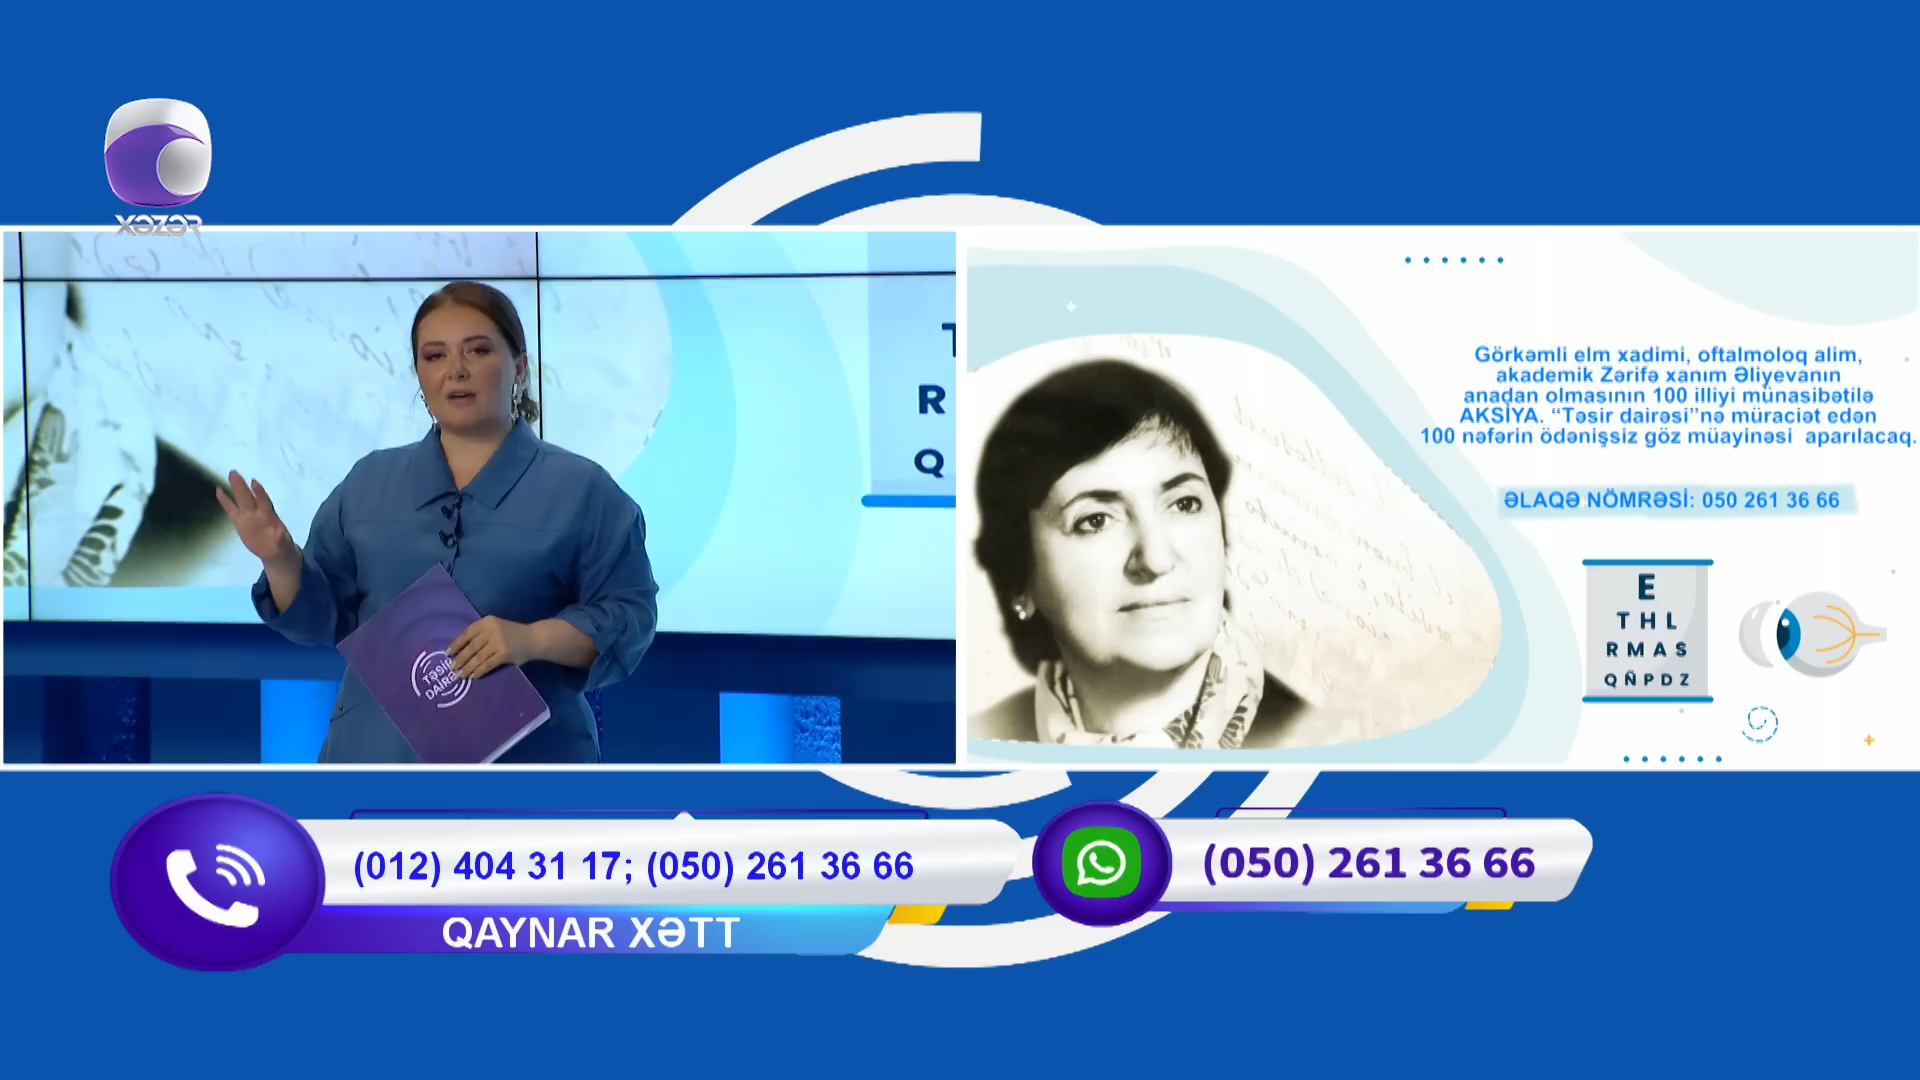 XƏZƏR
T
R
Q
TƏSİR
Görkəmli elm xadimi, oftalmoloq alim,
akademik Zərifə xanım Əliyevanın
anadan olmasının 100 illiyi münasibətilə
AKSİYA. “Təsir dairəsi”nə müraciət edən
100 nəfərin ödənişsiz göz müayinəsi aparılacaq.
ƏLAQƏ NÖMRƏSİ: 050 261 36 66
E
T H L
R M A S
Q Ñ P D Z
(012) 404 31 17; (050) 261 36 66
QAYNAR XƏTT
(050) 261 36 66